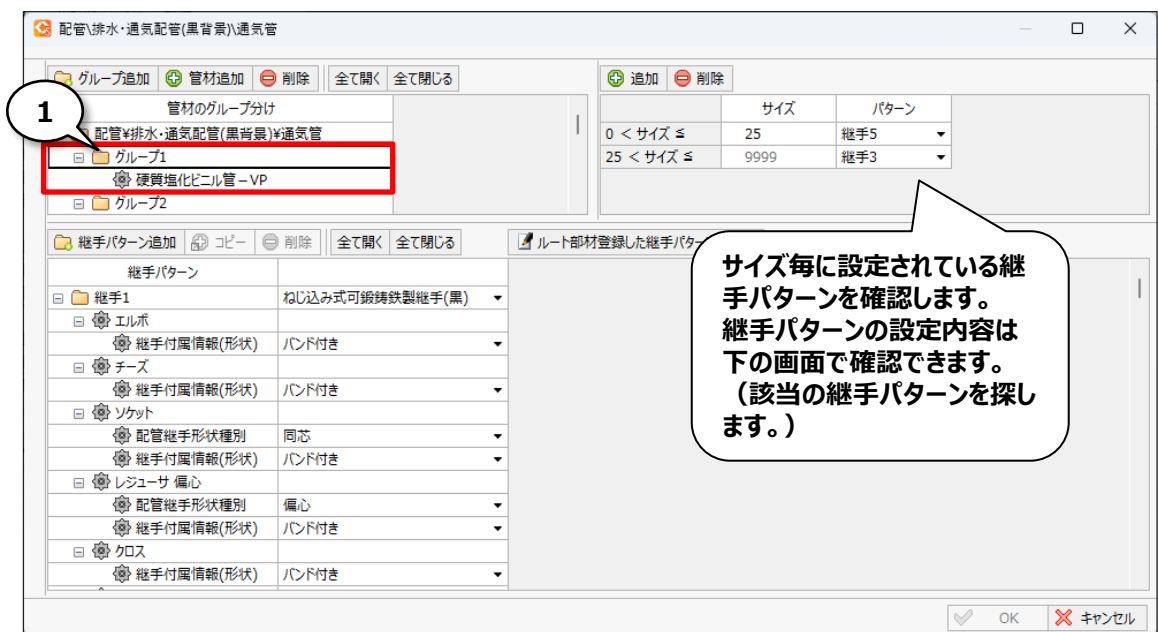 配管\排水・通気配管(黒背景)\通気管
グループ追加 管材追加 削除 全て開く 全て閉じる
追加 削除
1
管材のグループ分け
サイズ パターン
配管¥排水・通気配管(黒背景)¥通気管
0 < サイズ ≦ 25 継手5
グループ1
25 < サイズ ≦ 9999 継手3
硬質塩化ビニル管－VP
グループ2
継手パターン追加 コピー 削除 全て開く 全て閉じる
ルート部材登録した継手パター
継手パターン
継手1 ねじ込み式可鍛鋳鉄製継手(黒)
エルボ
継手付属情報(形状) バンド付き
チーズ
継手付属情報(形状) バンド付き
ソケット
配管継手形状種別 同芯
継手付属情報(形状) バンド付き
レジューサ 偏心
配管継手形状種別 偏心
継手付属情報(形状) バンド付き
クロス
継手付属情報(形状) バンド付き
サイズ毎に設定されている継
手パターンを確認します。
継手パターンの設定内容は
下の画面で確認できます。
（該当の継手パターンを探し
ます。）
OK キャンセル